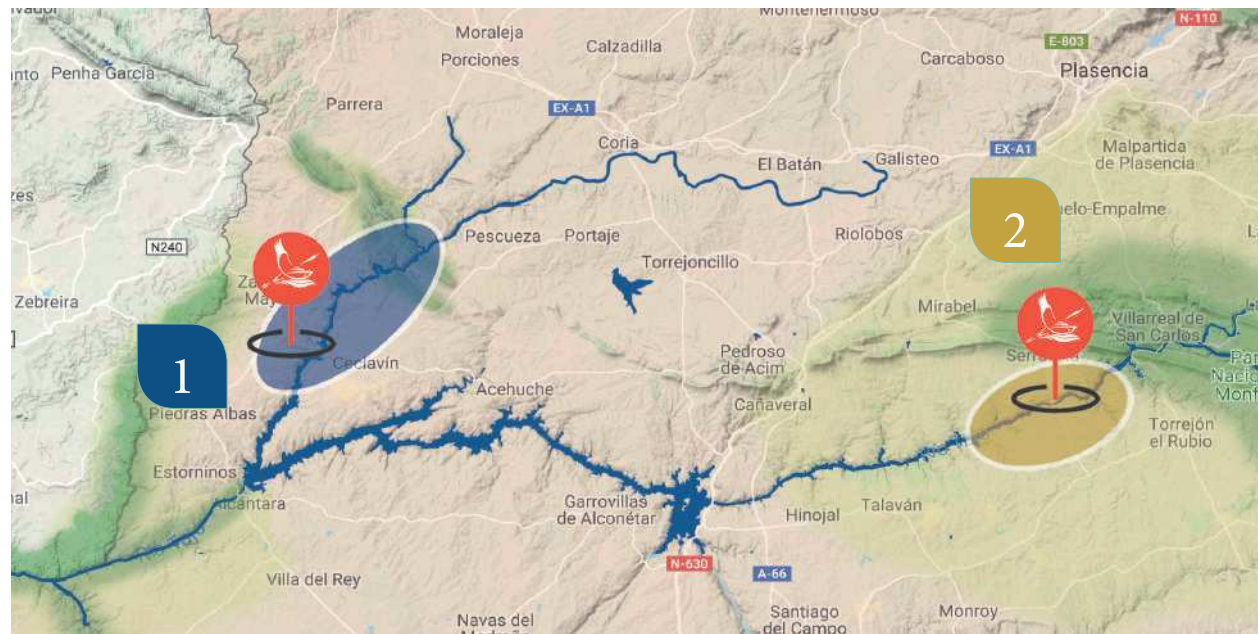 Montehermoso
N-110
Moraleja
Calzadilla
E-803
Carcaboso
Porciones
Plasencia
Penha Garcia
Parrera
EX-A1
Coria
El Batán
Galisteo
EX-A1
Malpartida
de Plasencia
2
elo-Empalme
N240
Pescueza
Portaje
Riolobos
Torrejoncillo
Zebreira
Mirabel
Villarreal de
San Carlos
1
Ceclavín
Pedroso
de Acim
Acehuche
Cañaveral
Piedras Albas
Torrejón
el Rubio
Estorninos
Alcántara
Garrovillas
de Alconétar
Hinojal
Talaván
N-630
A-66
Villa del Rey
Navas del
Santiago
del Campo
Monroy